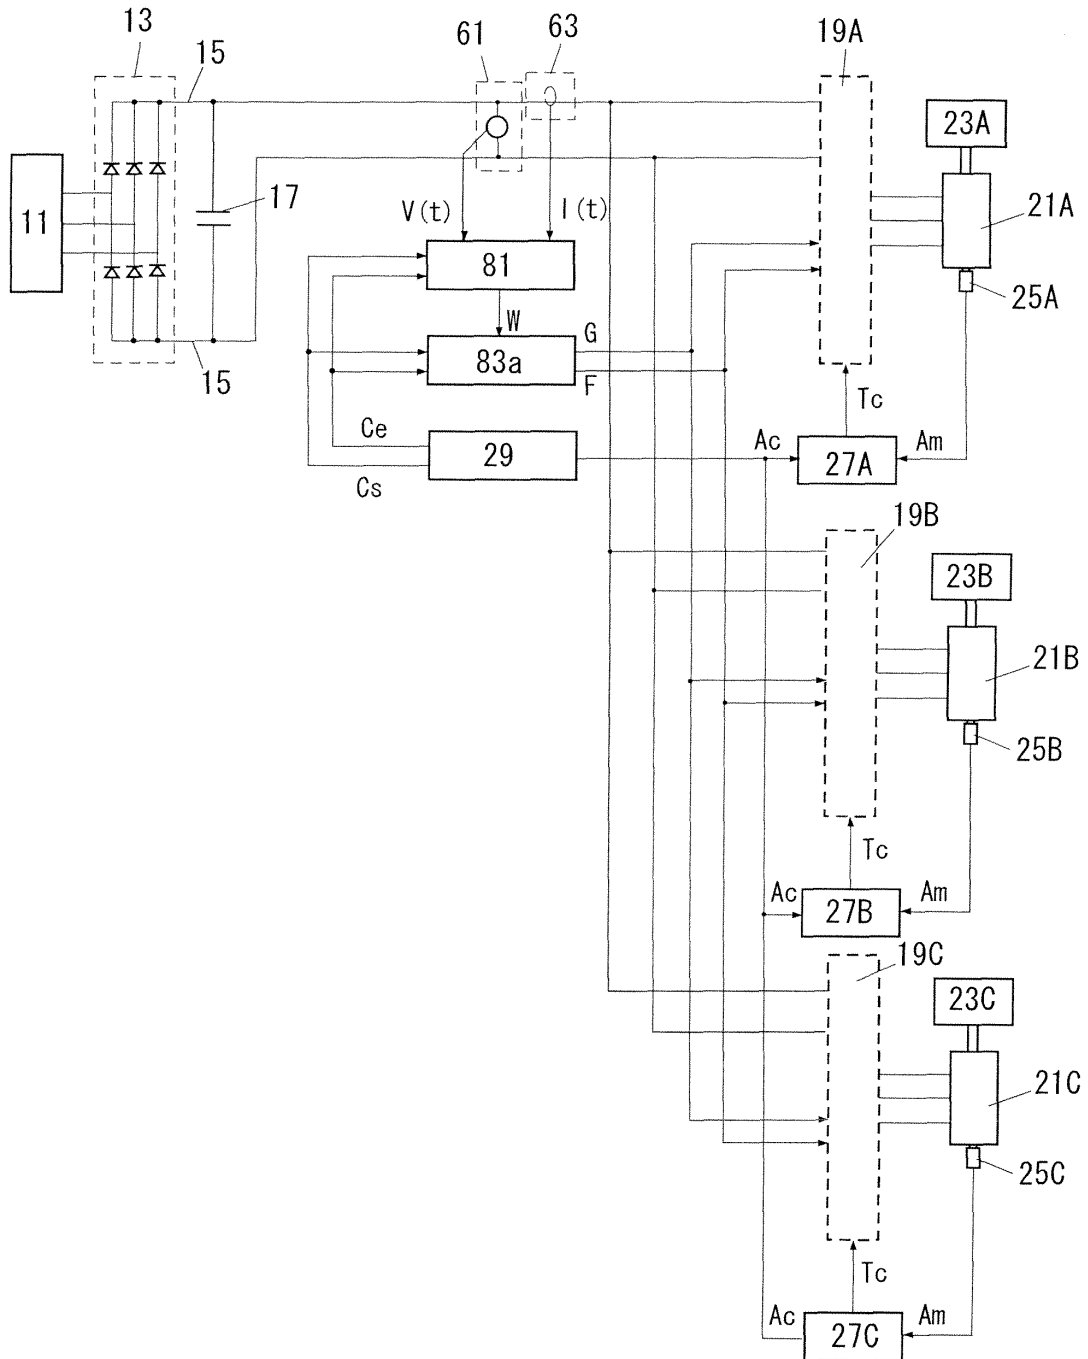 13
15
61
63
19A
23A
11
17
V(t)
I(t)
21A
81
25A
W
G
83a
F
Tc
Ce
29
Ac
27A
Am
Cs
15
19B
23B
21B
25B
Tc
Ac
27B
Am
19C
23C
21C
25C
Tc
Ac
27C
Am